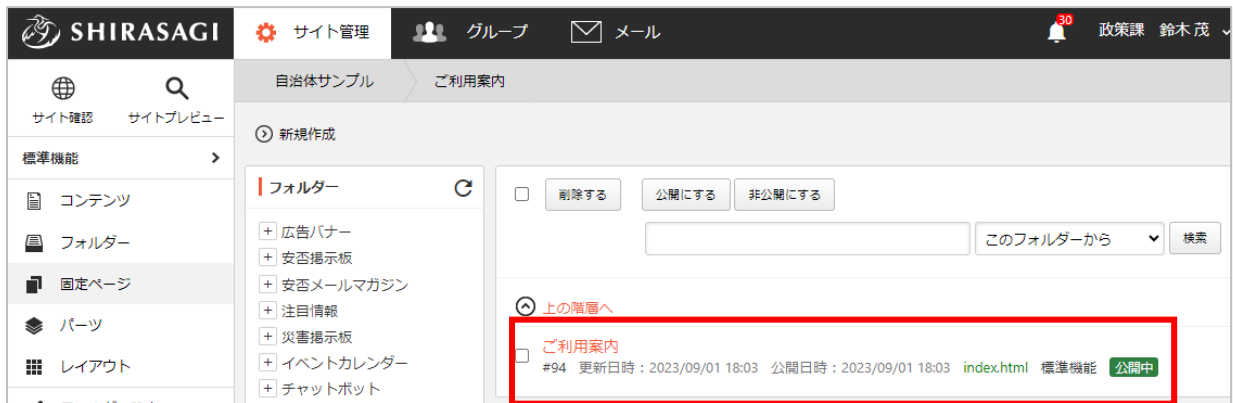 SHIRASAGI
サイト管理
グループ
メール
30
政策課 鈴木 茂
サイト確認
サイトプレビュー
自治体サンプル
ご利用案内
新規作成
標準機能
コンテンツ
フォルダー
固定ページ
パーツ
レイアウト
フォルダー
広告バナー
安否掲示板
安否メールマガジン
注目情報
災害掲示板
イベントカレンダー
チャットボット
削除する
公開にする
非公開にする
このフォルダーから
検索
上の階層へ
ご利用案内
#94 更新日時:2023/09/01 18:03 公開日時:2023/09/01 18:03 index.html 標準機能 公開中